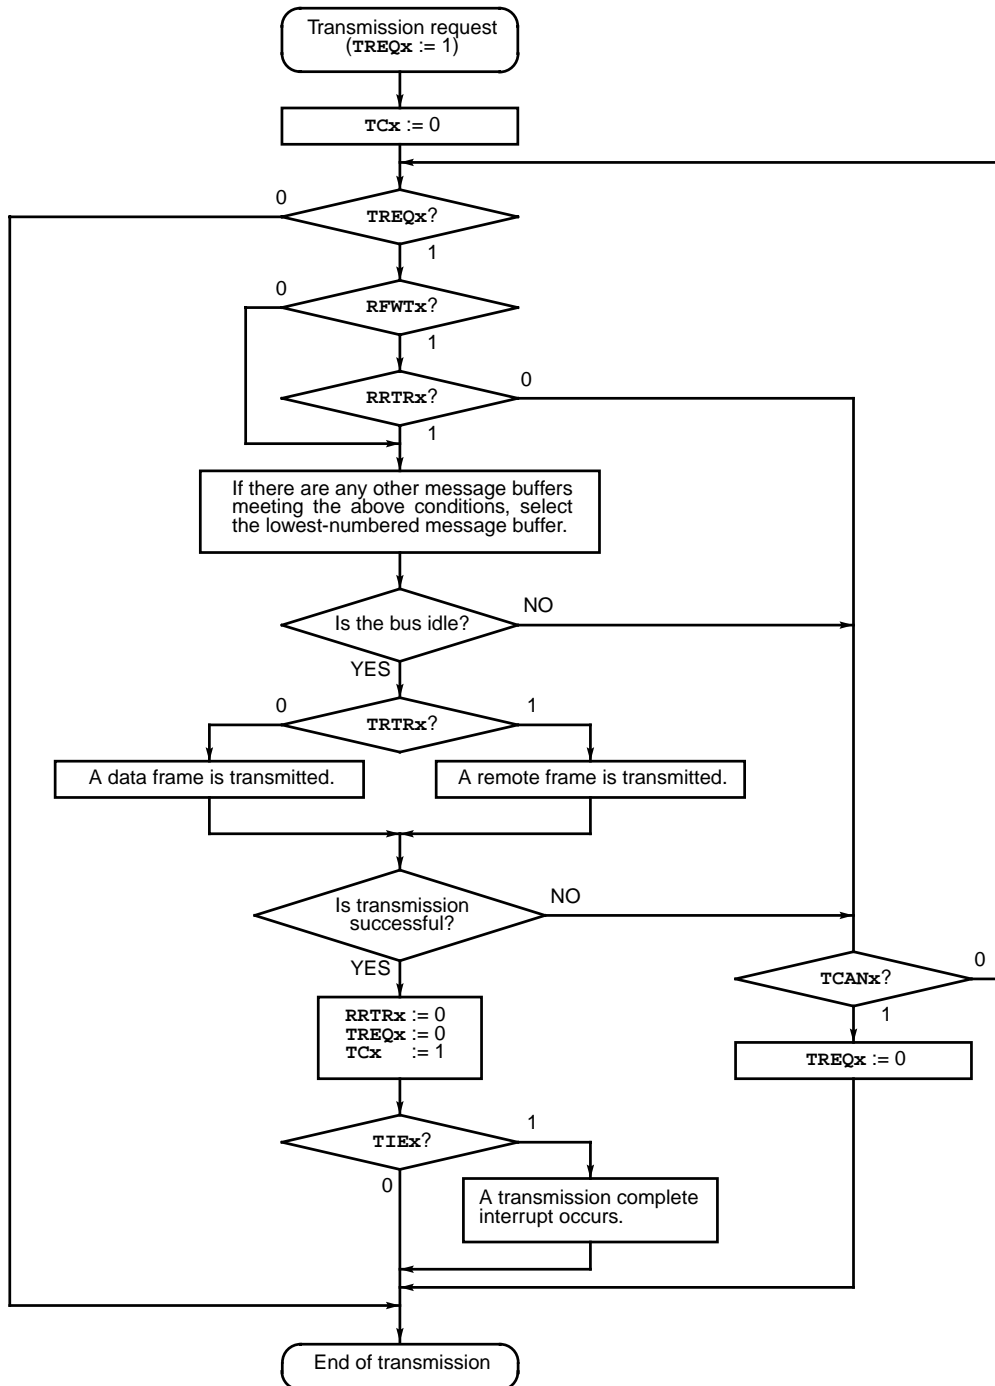 Transmission request
(TREQx := 1)
TCx := 0
0
TREQx?
1
0
RFWTx?
1
RRTRx?
0
1
If there are any other message buffers
meeting the above conditions, select
the lowest-numbered message buffer.
Is the bus idle?
NO
YES
0
TRTRx?
1
A data frame is transmitted.
A remote frame is transmitted.
Is transmission
successful?
NO
YES
TCANx?
0
1
RRTRx := 0
TREQx := 0
TCx := 1
TREQx := 0
TIEx?
1
0
A transmission complete
interrupt occurs.
End of transmission